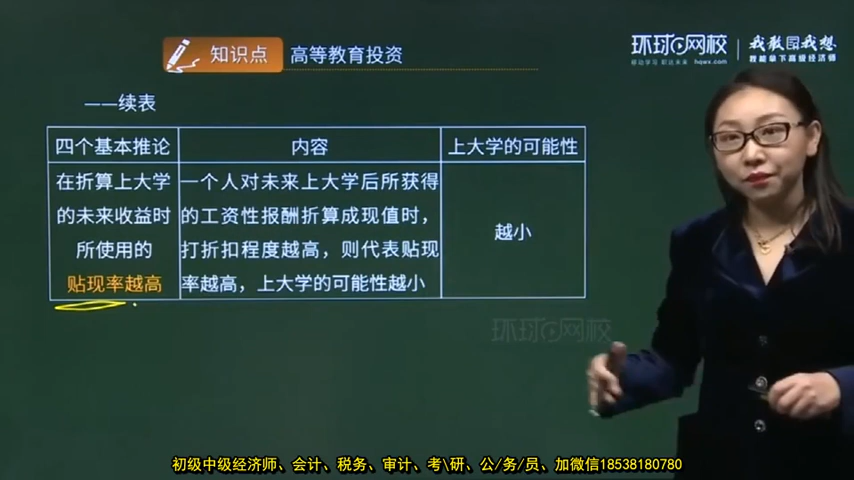 知识点 高等教育投资
环球网校 我敢回我想
移动学习 职达未来 hqwx.com 我能拿下高级经济师
——续表
四个基本推论 内容 上大学的可能性
在折算上大学 一个人对未来上大学后所获得
的未来收益时 的工资性报酬折算成现值时,
越小
所使用的 打折扣程度越高,则代表贴现
贴现率越高 率越高,上大学的可能性越小
环球网校
初级中级经济师、会计、税务、审计、考\研、公/务/员、加微信18538180780